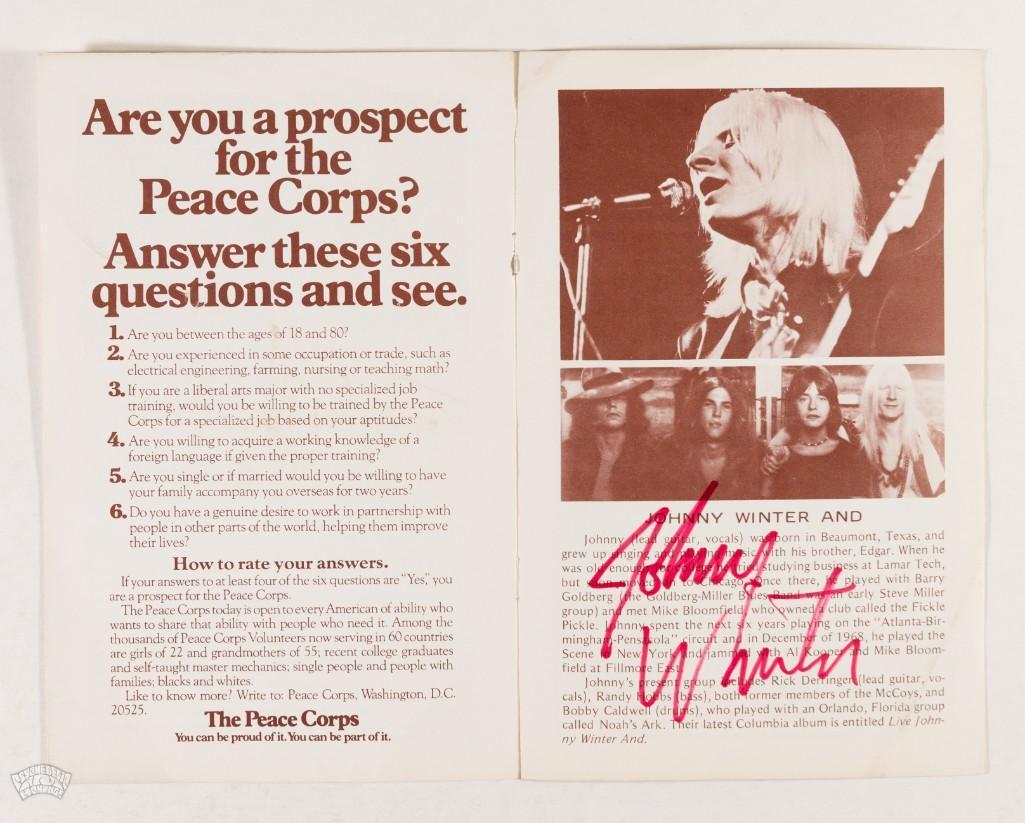 Are you a prospect
for the
Peace Corps?
Answer these six
questions and see.
1. Are you between the ages of 18 and 80?
2. Are you experienced in some occupation or trade, such as
electrical engineering, farming, nursing or teaching math?
3. If you are a liberal arts major with no specialized job
training, would you be willing to be trained by the Peace
Corps for a specialized job based on your aptitudes?
4. Are you willing to acquire a working knowledge of a
foreign language if given the proper training?
5. Are you single or if married would you be willing to have
your family accompany you overseas for two years?
6. Do you have a genuine desire to work in partnership with
people in other parts of the world, helping them improve
their lives?
How to rate your answers.
If your answers to at least four of the six questions are "Yes," you
are a prospect for the Peace Corps.
The Peace Corps today is open to every American of ability who
wants to share that ability with people who need it. Among the
thousands of Peace Corps Volunteers now serving in 60 countries
are girls of 22 and grandmothers of 55; recent college graduates
and self-taught master mechanics; single people and people with
families; blacks and whites.
Like to know more? Write to: Peace Corps, Washington, D.C.
20525.
The Peace Corps
You can be proud of it. You can be part of it.
JOHNNY WINTER AND
Johnny (lead guitar, vocals) was born in Beaumont, Texas, and
grew up singing and playing music with his brother, Edgar. When he
was old enough for college he tried studying business at Lamar Tech,
but soon moved on to Chicago. Once there, he played with Barry
Goldberg (the Goldberg-Miller Blues Band was an early Steve Miller
group) and met Mike Bloomfield, who owned a club called the Fickle
Pickle. Johnny spent the next six years playing on the "Atlanta-Bir-
mingham-Pensacola" circuit and in December of 1968, he played the
Scene in New York and jammed with Al Kooper and Mike Bloom-
field at Fillmore East.
Johnny's present group includes Rick Derringer (lead guitar, vo-
cals), Randy Hobbs (bass), both former members of the McCoys, and
Bobby Caldwell (drums), who played with an Orlando, Florida group
called Noah's Ark. Their latest Columbia album is entitled Live John-
ny Winter And.
Johnny
Winter